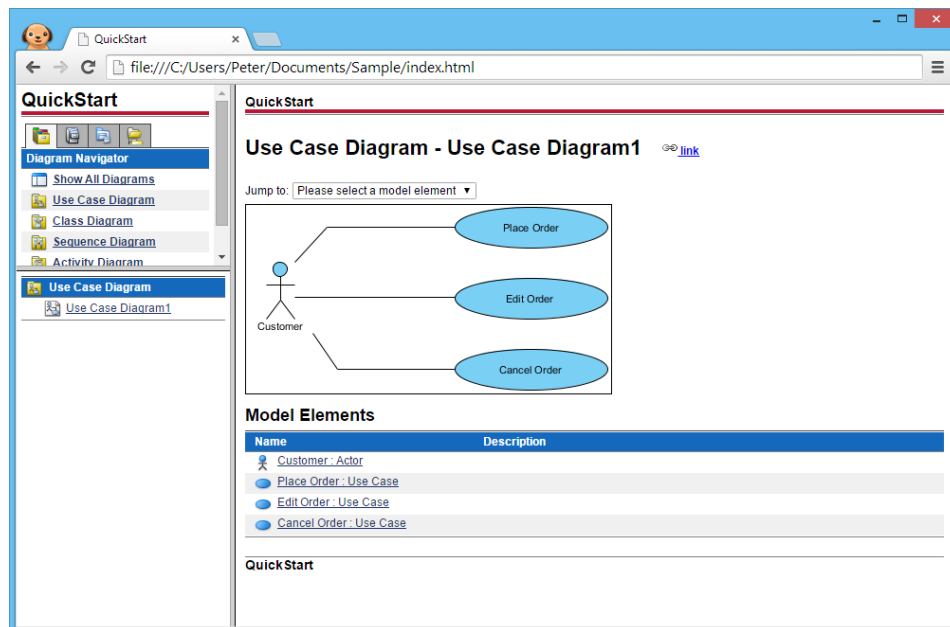 QuickStart
file:///C:/Users/Peter/Documents/Sample/index.html
QuickStart
Diagram Navigator
Show All Diagrams
Use Case Diagram
Class Diagram
Sequence Diagram
Activity Diagram
Use Case Diagram
Use Case Diagram1
QuickStart
Use Case Diagram - Use Case Diagram1 link
Jump to: Please select a model element
Place Order
Edit Order
Customer
Cancel Order
Model Elements
Name Description
Customer : Actor
Place Order : Use Case
Edit Order : Use Case
Cancel Order : Use Case
QuickStart